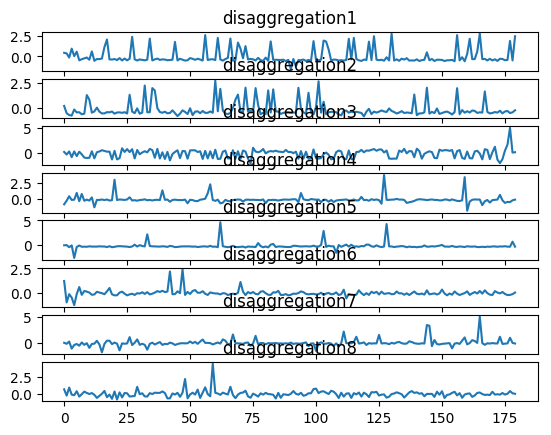 disaggregation1
2.5
0.0
disaggregation2
2.5
0.0
disaggregation3
5
0
disaggregation4
2.5
0.0
disaggregation5
5
0
disaggregation6
2.5
0.0
disaggregation7
5
0
disaggregation8
2.5
0.0
0 25 50 75 100 125 150 175